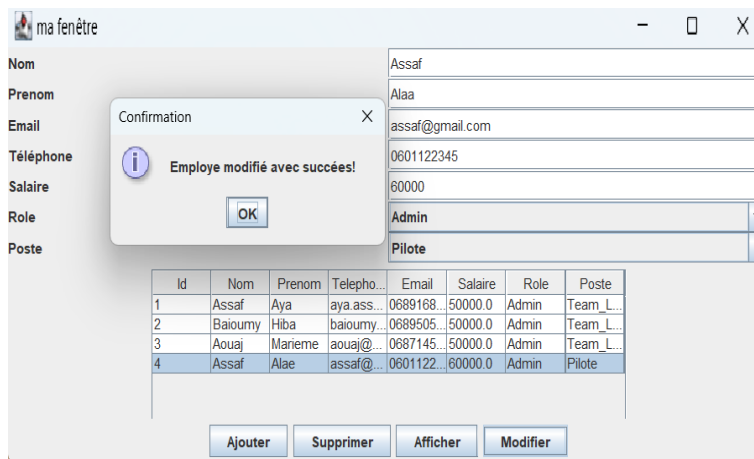 ma fenêtre
Nom Assaf
Prenom Alaa
Email assaf@gmail.com
Téléphone 0601122345
Salaire 60000
Role Admin
Poste Pilote
Confirmation
Employe modifié avec succées!
OK
Id Nom Prenom Telepho... Email Salaire Role Poste
1 Assaf Aya aya.ass... 0689168... 50000.0 Admin Team_L...
2 Baioumy Hiba baioumy... 0689505... 50000.0 Admin Team_L...
3 Aouaj Marieme aouaj@... 0687145... 50000.0 Admin Team_L...
4 Assaf Alae assaf@... 0601122... 60000.0 Admin Pilote
Ajouter Supprimer Afficher Modifier